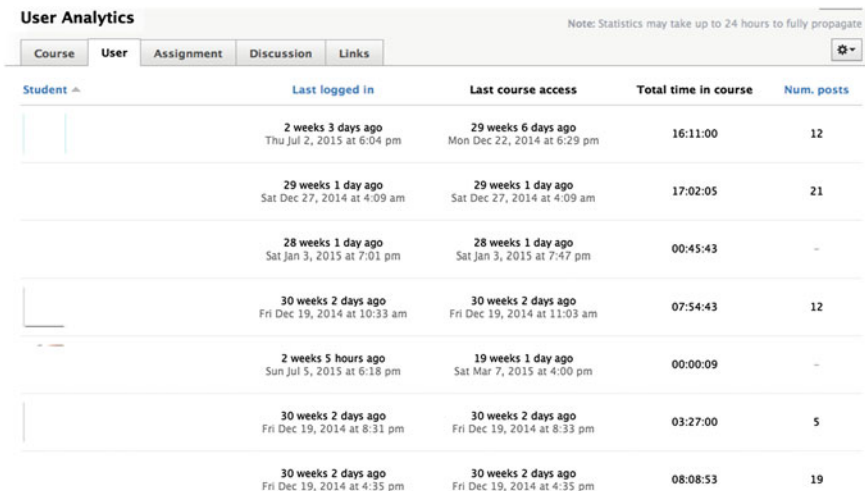 User Analytics
Note: Statistics may take up to 24 hours to fully propagate
Course User Assignment Discussion Links
Student Last logged in Last course access Total time in course Num. posts
2 weeks 3 days ago 29 weeks 6 days ago
Thu Jul 2, 2015 at 6:04 pm Mon Dec 22, 2014 at 6:29 pm 16:11:00 12
29 weeks 1 day ago 29 weeks 1 day ago
Sat Dec 27, 2014 at 4:09 am Sat Dec 27, 2014 at 4:09 am 17:02:05 21
28 weeks 1 day ago 28 weeks 1 day ago
Sat Jan 3, 2015 at 7:01 pm Sat Jan 3, 2015 at 7:47 pm 00:45:43 –
30 weeks 2 days ago 30 weeks 2 days ago
Fri Dec 19, 2014 at 10:33 am Fri Dec 19, 2014 at 11:03 am 07:54:43 12
2 weeks 5 hours ago 19 weeks 1 day ago
Sun Jul 5, 2015 at 6:18 pm Sat Mar 7, 2015 at 4:00 pm 00:00:09 –
30 weeks 2 days ago 30 weeks 2 days ago
Fri Dec 19, 2014 at 8:31 pm Fri Dec 19, 2014 at 8:33 pm 03:27:00 5
30 weeks 2 days ago 30 weeks 2 days ago
Fri Dec 19, 2014 at 4:35 pm Fri Dec 19, 2014 at 4:35 pm 08:08:53 19